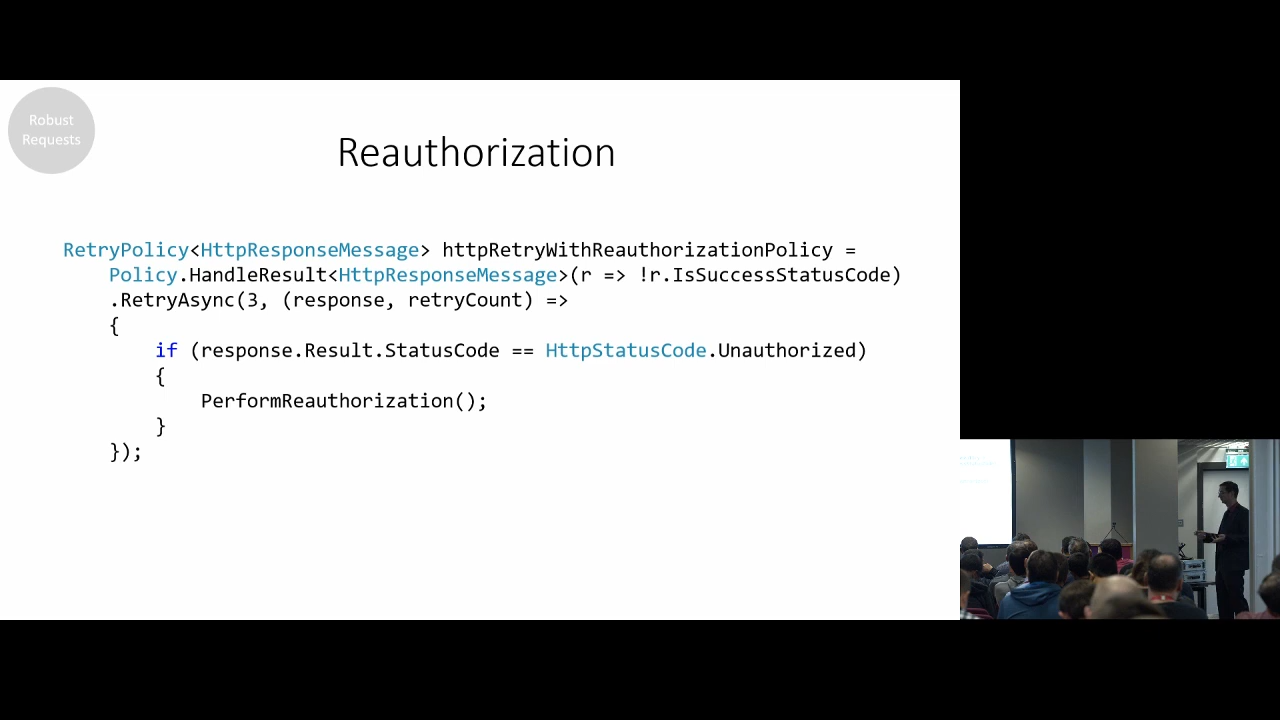 Robust
Requests
Reauthorization
RetryPolicy<HttpResponseMessage> httpRetryWithReauthorizationPolicy =
    Policy.HandleResult<HttpResponseMessage>(r => !r.IsSuccessStatusCode)
    .RetryAsync(3, (response, retryCount) =>
    {
        if (response.Result.StatusCode == HttpStatusCode.Unauthorized)
        {
            PerformReauthorization();
        }
    });